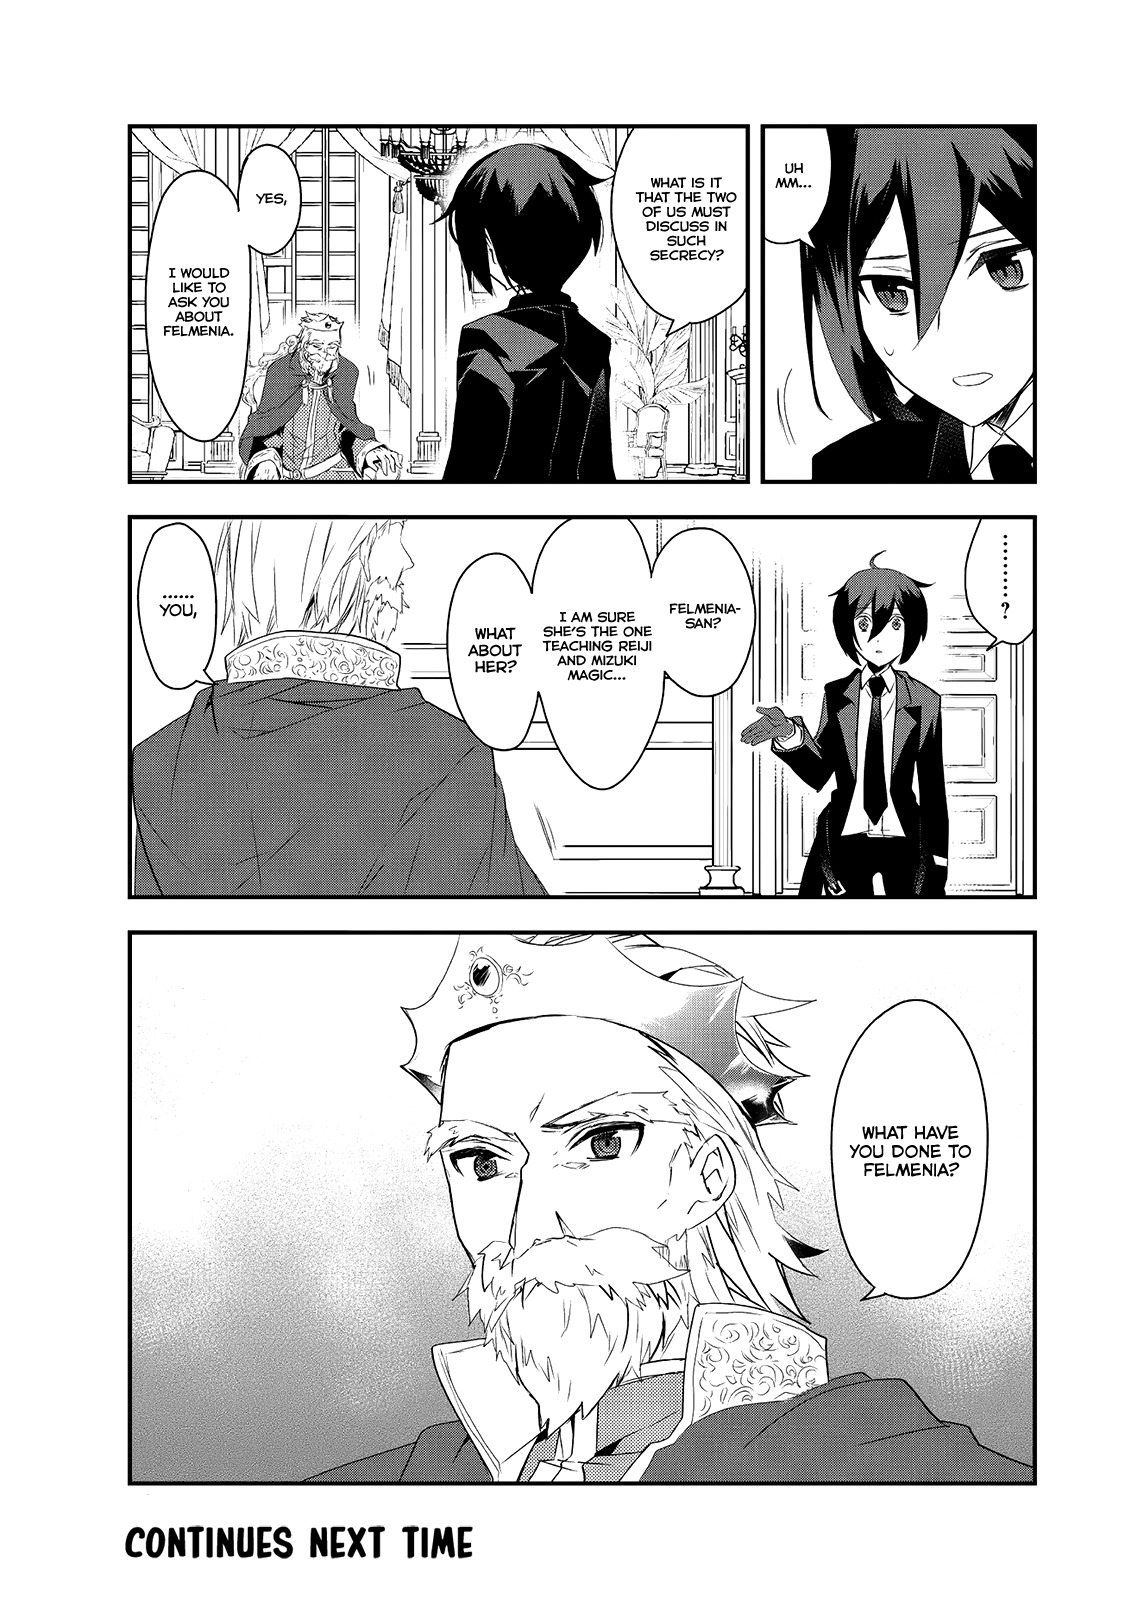 UH
MM...
WHAT IS IT
THAT THE TWO
OF US MUST
DISCUSS IN
SUCH
SECRECY?
YES,
I WOULD
LIKE TO
ASK YOU
ABOUT
FELMENIA.
.........?
FELMENIA-
SAN?
I AM SURE
SHE'S THE ONE
TEACHING REIJI
AND MIZUKI
MAGIC...
WHAT
ABOUT
HER?
......
YOU,
WHAT HAVE
YOU DONE TO
FELMENIA?
CONTINUES NEXT TIME